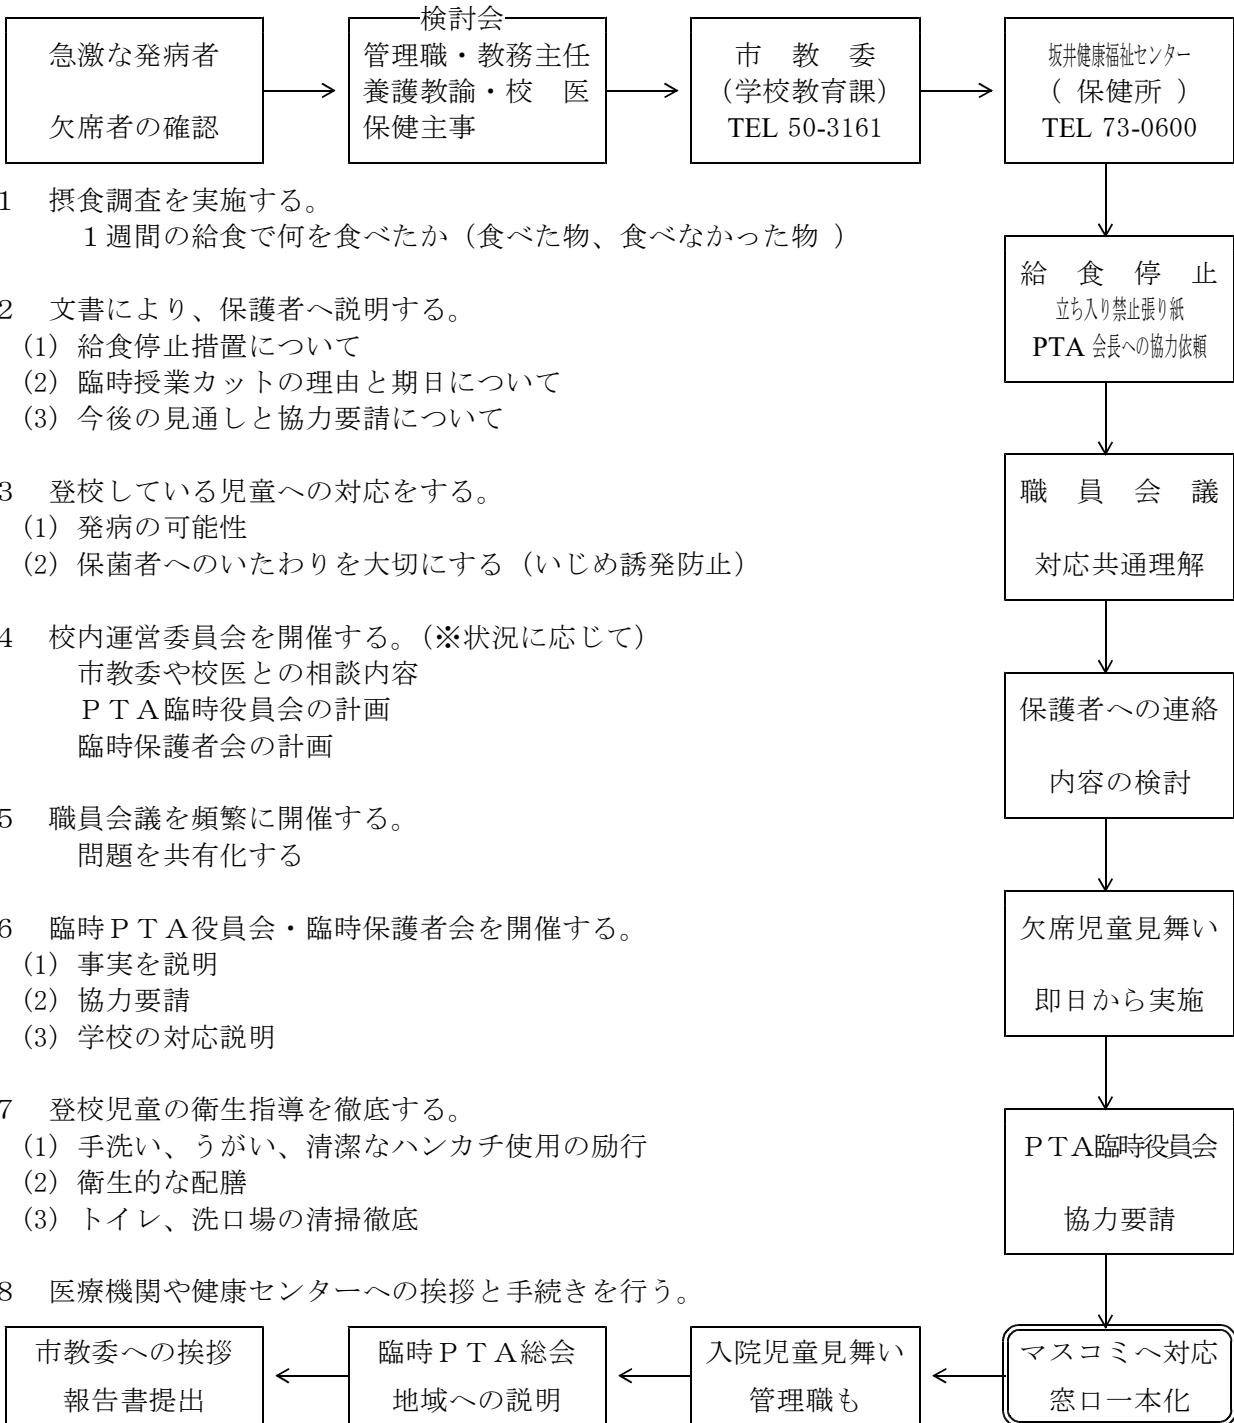 急激な発病者
欠席者の確認
検討会
管理職・教務主任
養護教諭・校　医
保健主事
市　教　委
（学校教育課）
TEL 50-3161
坂井健康福祉センター
（ 保健所 ）
TEL 73-0600
1　摂食調査を実施する。
１週間の給食で何を食べたか（食べた物、食べなかった物 ）
給　食　停　止
立ち入り禁止張り紙
PTA 会長への協力依頼
2　文書により、保護者へ説明する。
(1) 給食停止措置について
(2) 臨時授業カットの理由と期日について
(3) 今後の見通しと協力要請について
3　登校している児童への対応をする。
(1) 発病の可能性
(2) 保菌者へのいたわりを大切にする（いじめ誘発防止）
職　員　会　議
対応共通理解
4　校内運営委員会を開催する。（※状況に応じて）
市教委や校医との相談内容
ＰＴＡ臨時役員会の計画
臨時保護者会の計画
保護者への連絡
内容の検討
5　職員会議を頻繁に開催する。
問題を共有化する
6　臨時ＰＴＡ役員会・臨時保護者会を開催する。
(1) 事実を説明
(2) 協力要請
(3) 学校の対応説明
欠席児童見舞い
即日から実施
7　登校児童の衛生指導を徹底する。
(1) 手洗い、うがい、清潔なハンカチ使用の励行
(2) 衛生的な配膳
(3) トイレ、洗口場の清掃徹底
ＰＴＡ臨時役員会
協力要請
8　医療機関や健康センターへの挨拶と手続きを行う。
マスコミへ対応
窓口一本化
入院児童見舞い
管理職も
臨時ＰＴＡ総会
地域への説明
市教委への挨拶
報告書提出